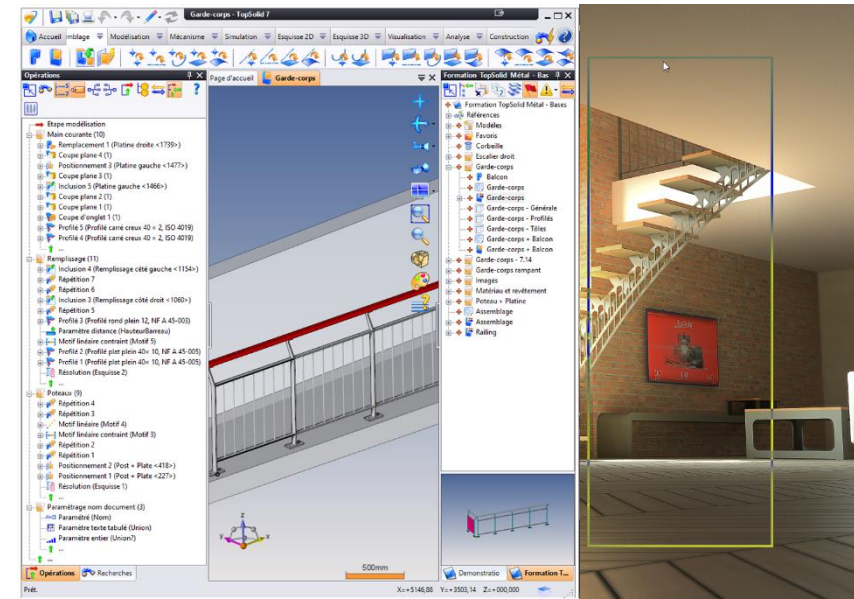 Garde-corps - TopSolid 7
Accueil mblage Modélisation Mécanisme Simulation Esquisse 2D Esquisse 3D Visualisation Analyse Construction
Opérations
Etape modélisation
Main courante (10)
Remplacement 1 (Platine droite <1739>)
Coupe plane 4 (1)
Positionnement 3 (Platine gauche <1477>)
Coupe plane 3 (1)
Inclusion 5 (Platine gauche <1466>)
Coupe plane 2 (1)
Coupe plane 1 (1)
Coupe d'onglet 1 (1)
Profilé 5 (Profilé carré creux 40 × 2, ISO 4019)
Profilé 4 (Profilé carré creux 40 × 2, ISO 4019)
...
Remplissage (11)
Inclusion 4 (Remplissage côté gauche <1154>)
Répétition 7
Répétition 6
Inclusion 3 (Remplissage côté droit <1060>)
Répétition 5
Profilé 3 (Profilé rond plein 12, NF A 45-003)
Paramètre distance (HauteurBarreau)
Motif linéaire contraint (Motif 5)
Profilé 2 (Profilé plat plein 40× 10, NF A 45-005)
Profilé 1 (Profilé plat plein 40× 10, NF A 45-005)
Résolution (Esquisse 2)
...
Poteaux (9)
Répétition 4
Répétition 3
Motif linéaire (Motif 4)
Motif linéaire contraint (Motif 3)
Répétition 2
Répétition 1
Positionnement 2 (Post + Plate <418>)
Positionnement 1 (Post + Plate <227>)
Résolution (Esquisse 1)
...
Paramétrage nom document (3)
Paramétré (Nom)
Paramètre texte tabulé (Union)
Paramètre entier (Union?)
...
...
Opérations Recherches
Prêt.
Page d'accueil Garde-corps
z
y
x
500mm
X=+5146,88 Y=+3503,14 Z=+000,000
Formation TopSolid Métal - Bas
Formation TopSolid Métal - Bases
Références
Modèles
Favoris
Corbeille
Escalier droit
Garde-corps
Balcon
Garde-corps
Garde-corps
Garde-corps - Générale
Garde-corps - Profilés
Garde-corps - Tôles
Garde-corps + Balcon
Garde-corps + Balcon
Garde-corps - 7.14
Garde-corps rampant
Images
Matériau et revêtement
Poteau + Platine
Assemblage
Assemblage
Railing
Demonstratio Formation T...